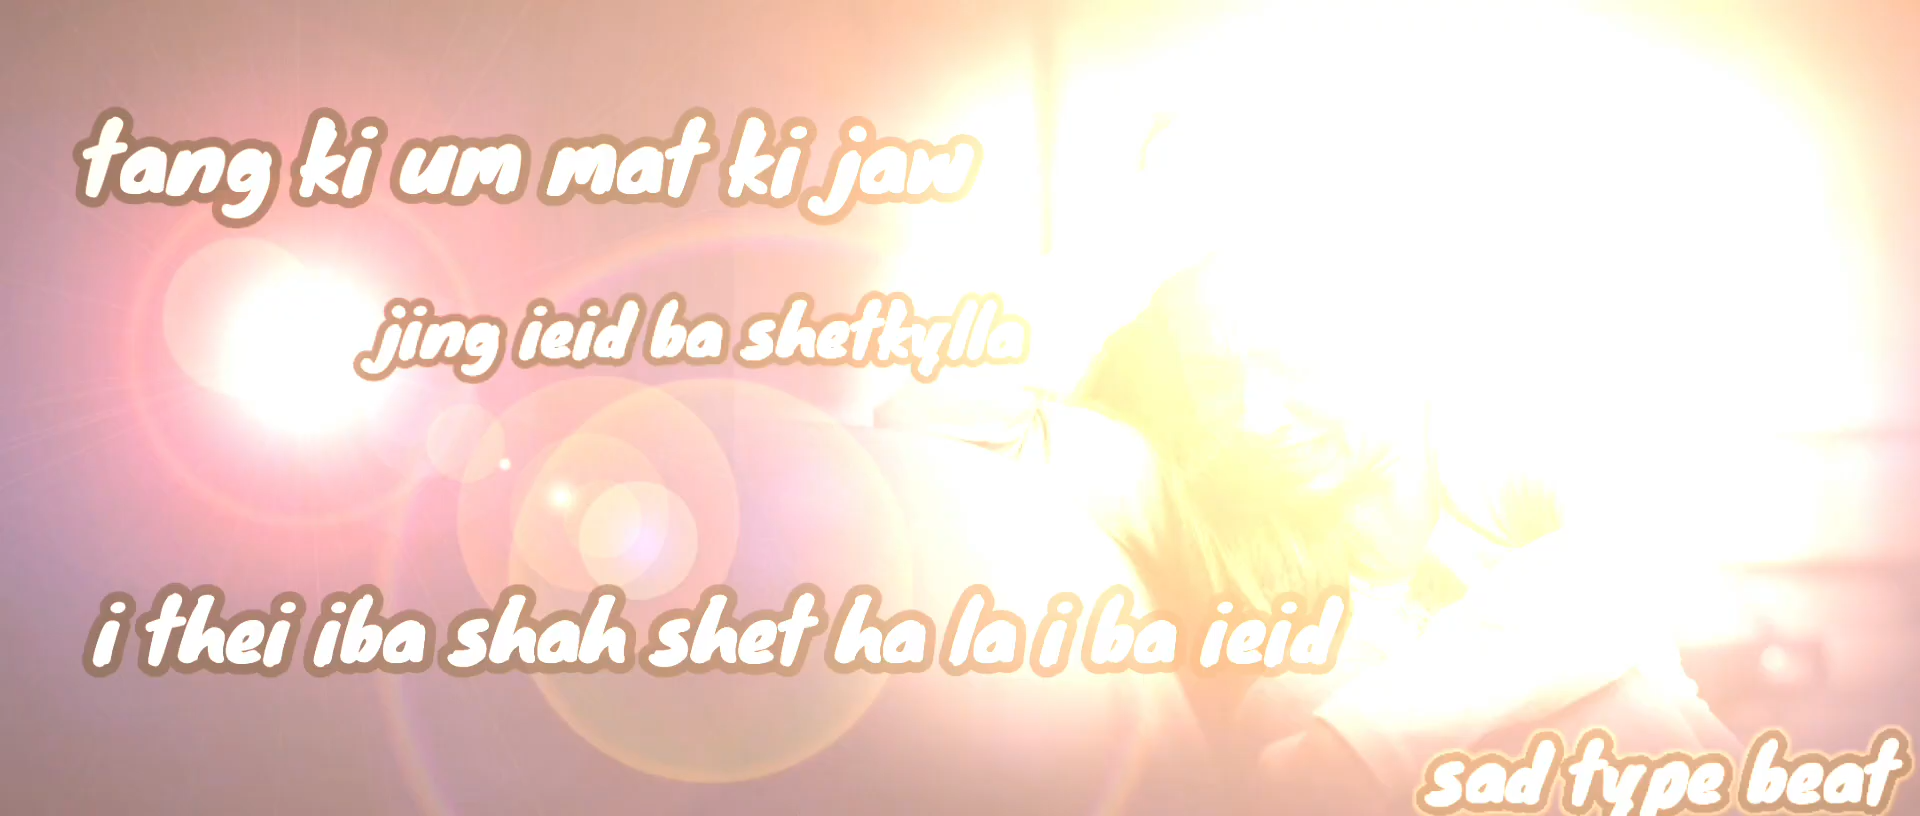 tang ki um mat ki jaw
jing ieid ba shetkylla
i thei iba shah shet ha la i ba ieid
sad type beat